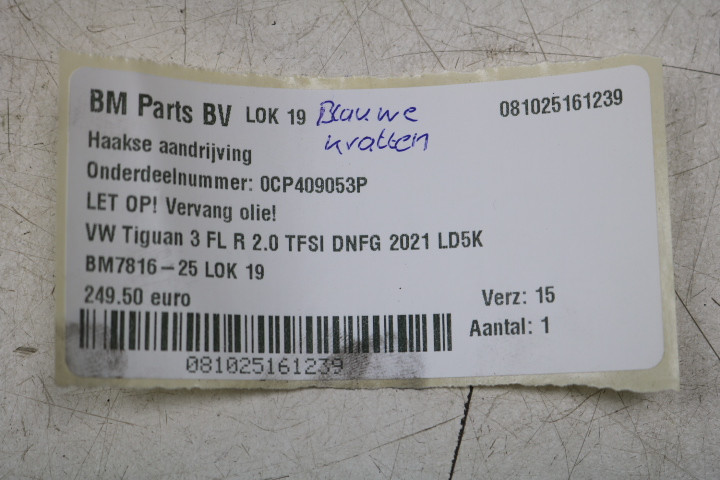 BM Parts BV LOK 19 Blauwe kratten 081025161239
Haakse aandrijving
Onderdeelnummer: 0CP409053P
LET OP! Vervang olie!
VW Tiguan 3 FL R 2.0 TFSI DNFG 2021 LD5K
BM7816-25 LOK 19
249.50 euro Verz: 15
Aantal: 1
081025161239